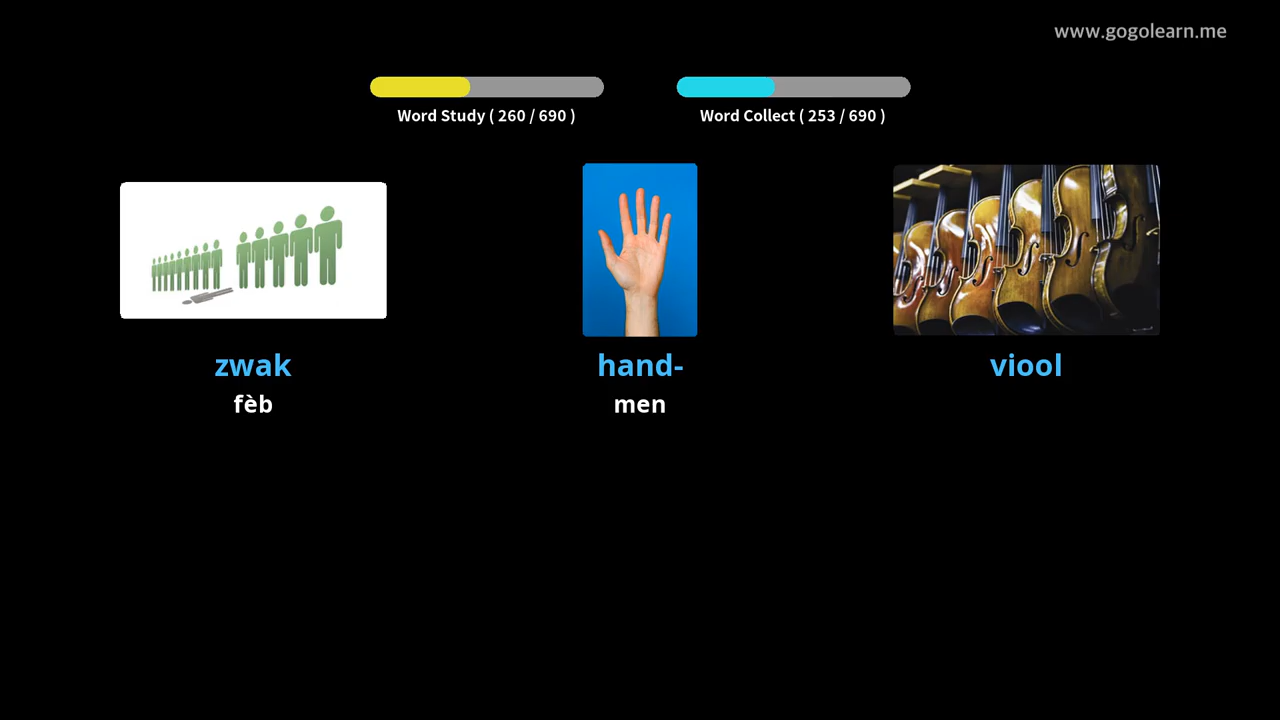 www.gogolearn.me
Word Study ( 260 / 690 )
Word Collect ( 253 / 690 )
zwak
fèb
hand-
men
viool